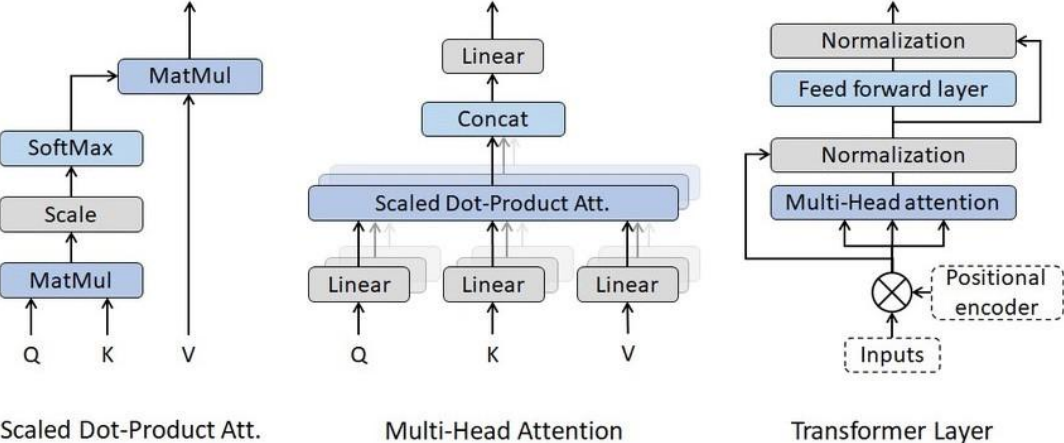 MatMul
SoftMax
Scale
MatMul
Q K V
Scaled Dot-Product Att.
Linear
Concat
Scaled Dot-Product Att.
Linear Linear Linear
Q K V
Multi-Head Attention
Normalization
Feed forward layer
Normalization
Multi-Head attention
Positional
encoder
Inputs
Transformer Layer